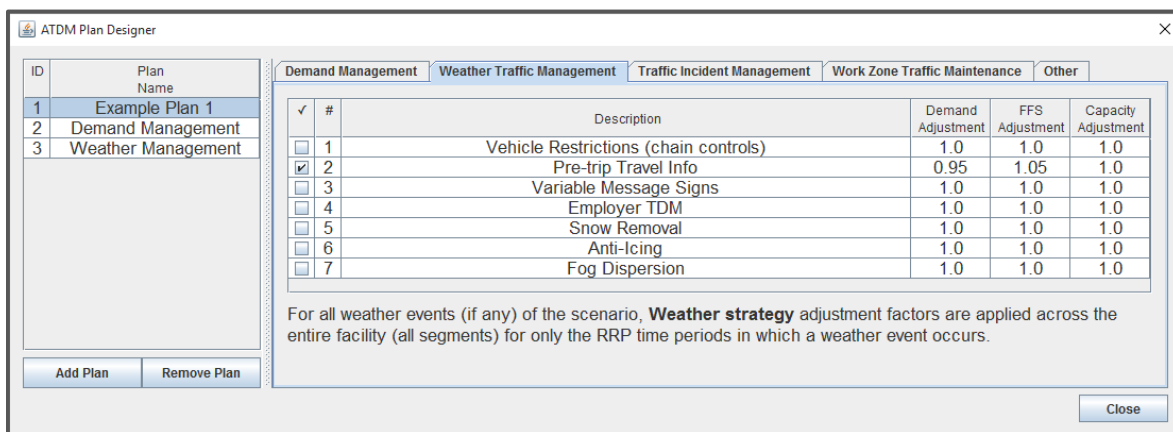 ATDM Plan Designer
ID Plan Name
1 Example Plan 1
2 Demand Management
3 Weather Management
Add Plan Remove Plan
Demand Management Weather Traffic Management Traffic Incident Management Work Zone Traffic Maintenance Other
✓ # Description Demand Adjustment FFS Adjustment Capacity Adjustment
1 Vehicle Restrictions (chain controls) 1.0 1.0 1.0
2 Pre-trip Travel Info 0.95 1.05 1.0
3 Variable Message Signs 1.0 1.0 1.0
4 Employer TDM 1.0 1.0 1.0
5 Snow Removal 1.0 1.0 1.0
6 Anti-Icing 1.0 1.0 1.0
7 Fog Dispersion 1.0 1.0 1.0
For all weather events (if any) of the scenario, Weather strategy adjustment factors are applied across the
entire facility (all segments) for only the RRP time periods in which a weather event occurs.
Close